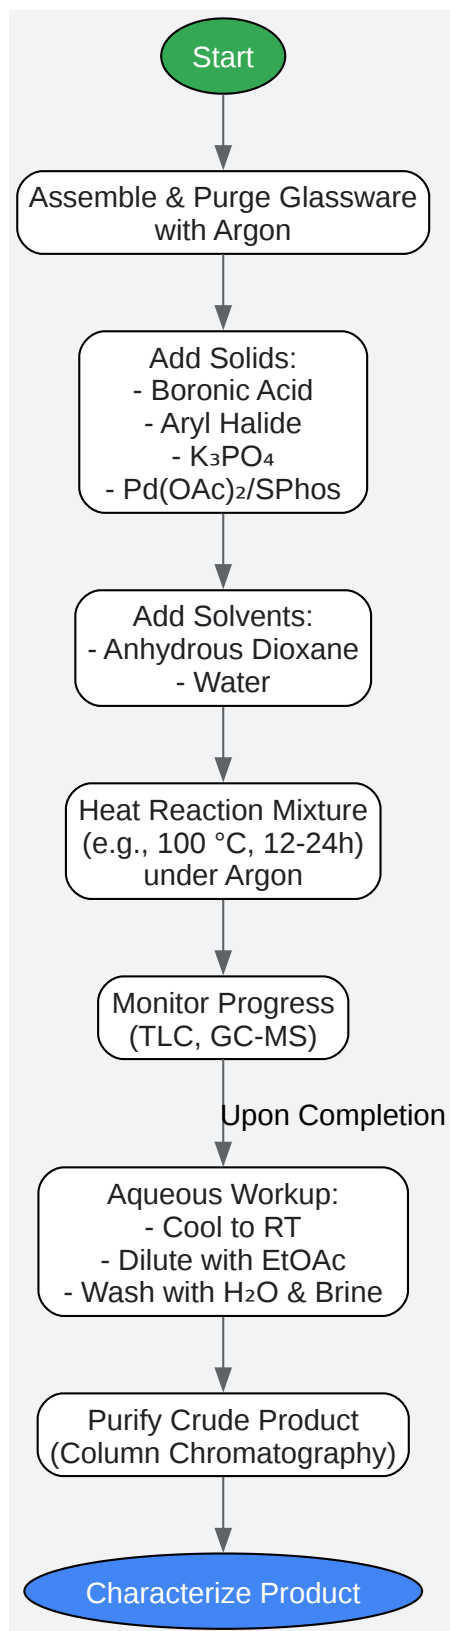 Start
Assemble & Purge Glassware
with Argon
Add Solids:
- Boronic Acid
- Aryl Halide
- K₃PO₄
- Pd(OAc)₂/SPhos
Add Solvents:
- Anhydrous Dioxane
- Water
Heat Reaction Mixture
(e.g., 100 °C, 12-24h)
under Argon
Monitor Progress
(TLC, GC-MS)
Upon Completion
Aqueous Workup:
- Cool to RT
- Dilute with EtOAc
- Wash with H₂O & Brine
Purify Crude Product
(Column Chromatography)
Characterize Product